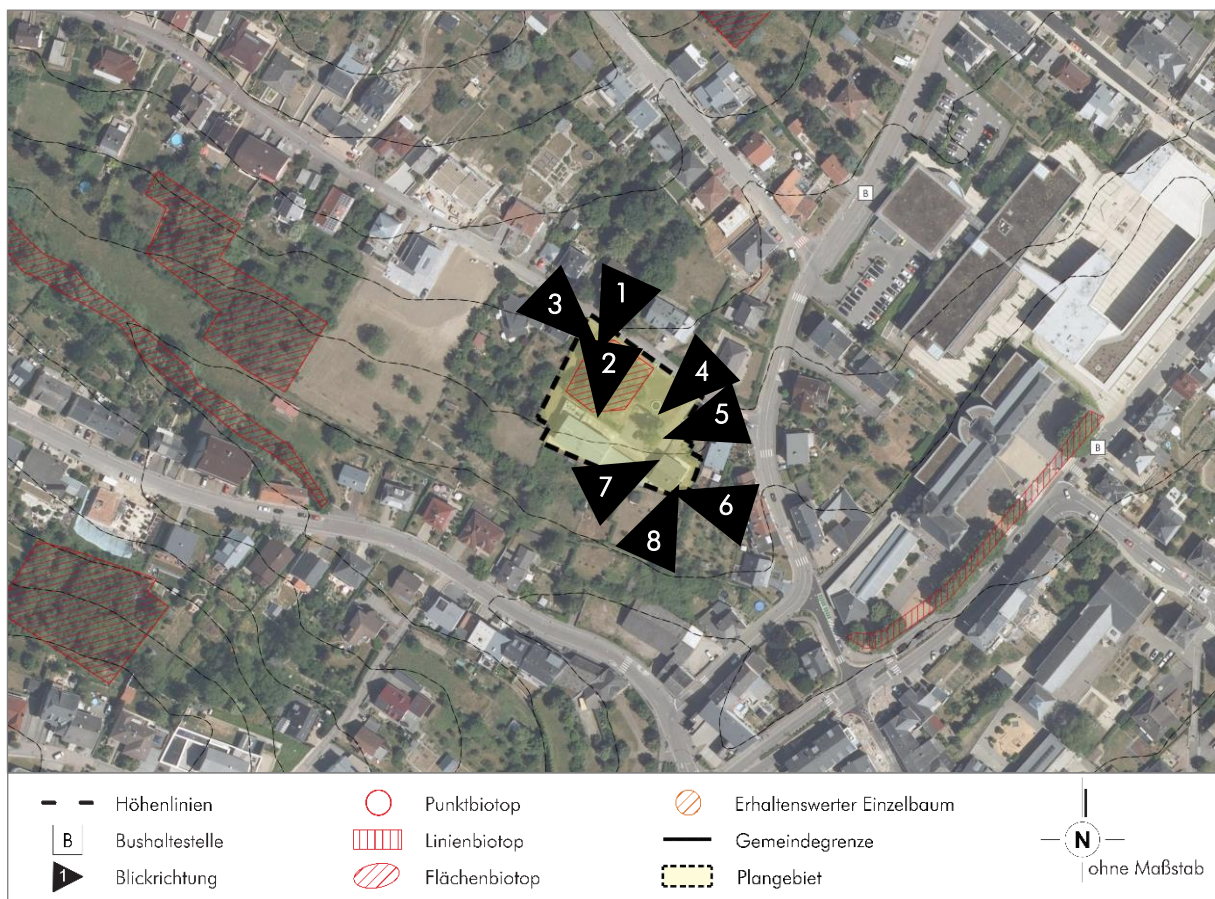 B
3
1
2
4
5
B
7
6
8
Höhenlinien
Punktbiotop
Erhaltenswerter Einzelbaum
B
Bushaltestelle
Linienbiotop
Gemeindegrenze
1
Blickrichtung
Flächenbiotop
Plangebiet
N
ohne Maßstab